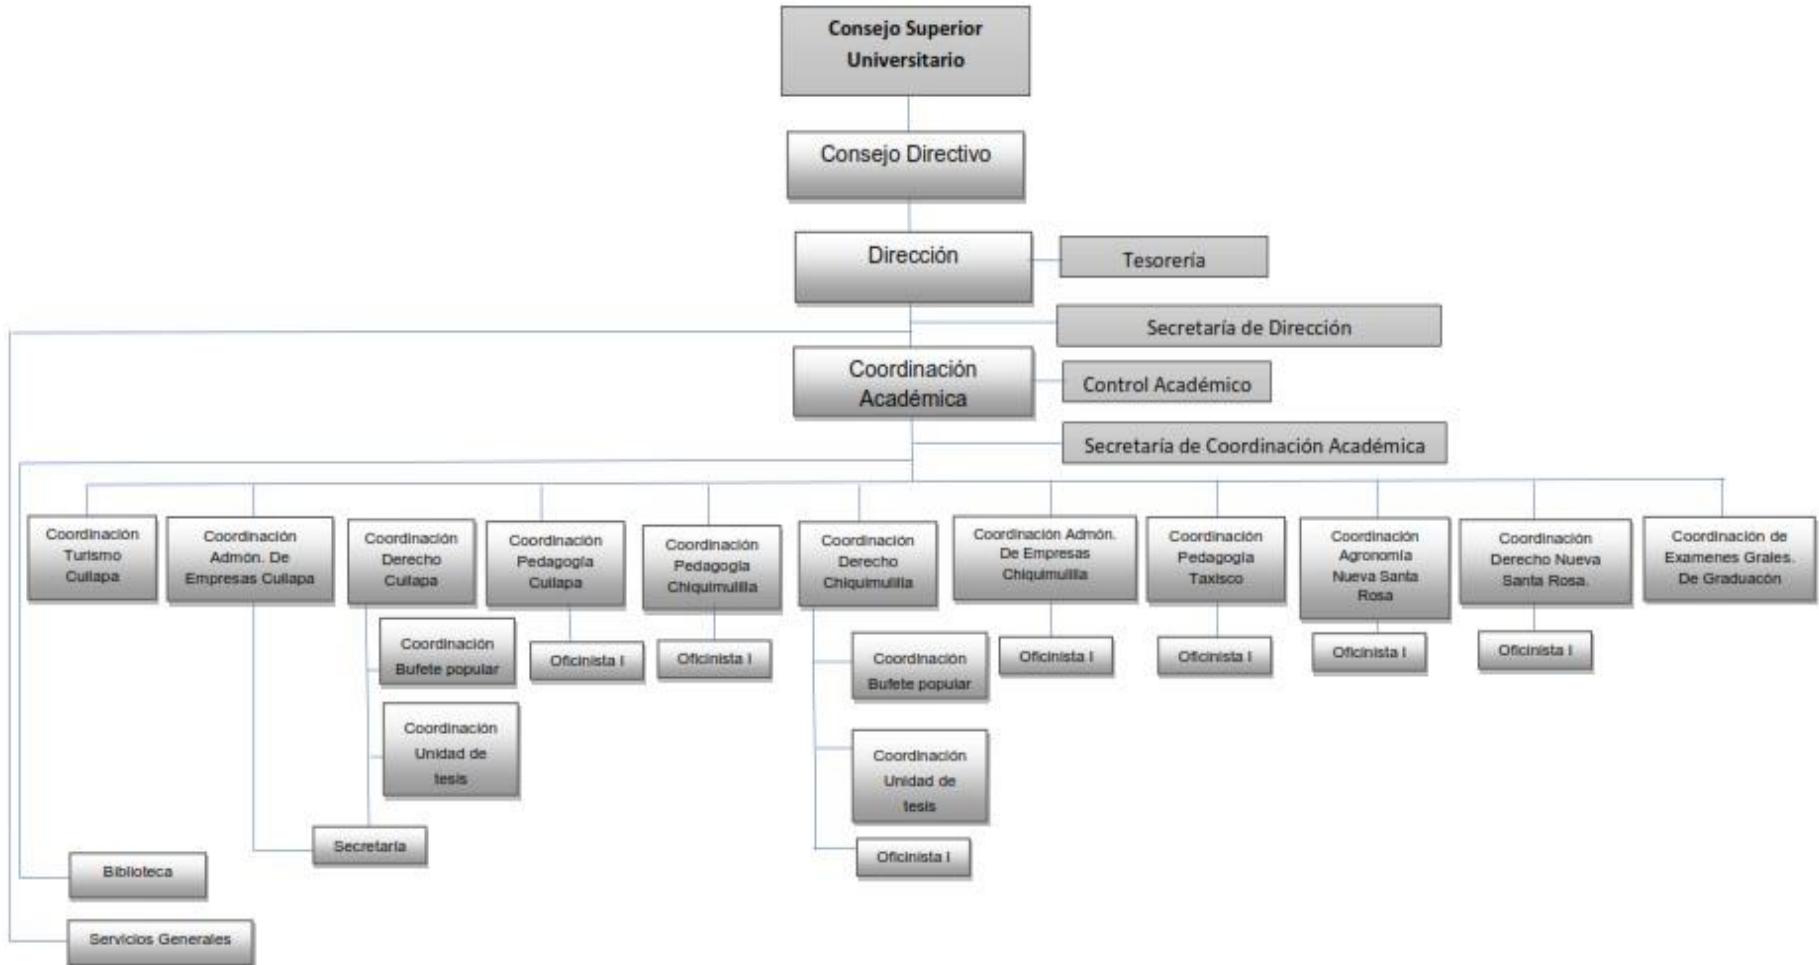 Consejo Superior
Universitario
Consejo Directivo
Dirección
Tesorería
Secretaría de Dirección
Coordinación
Académica
Control Académico
Secretaría de Coordinación Académica
Coordinación
Turismo
Cuilapa
Coordinación
Admón. De
Empresas Cuilapa
Coordinación
Derecho
Cuilapa
Coordinación
Pedagogía
Cuilapa
Coordinación
Pedagogía
Chiquimulilla
Coordinación
Derecho
Chiquimulilla
Coordinación Admón.
De Empresas
Chiquimulilla
Coordinación
Pedagogía
Taxisco
Coordinación
Agronomía
Nueva Santa
Rosa
Coordinación
Derecho Nueva
Santa Rosa.
Coordinación de
Examenes Grales.
De Graduacón
Coordinación
Bufete popular
Oficinista I
Oficinista I
Coordinación
Bufete popular
Oficinista I
Oficinista I
Oficinista I
Oficinista I
Coordinación
Unidad de
tesis
Coordinación
Unidad de
tesis
Secretaría
Oficinista I
Biblioteca
Servicios Generales